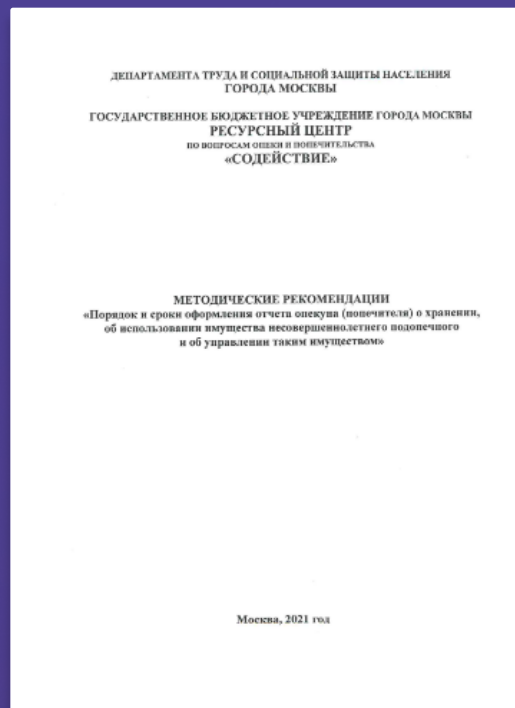 ДЕПАРТАМЕНТА ТРУДА И СОЦИАЛЬНОЙ ЗАЩИТЫ НАСЕЛЕНИЯ
ГОРОДА МОСКВЫ
ГОСУДАРСТВЕННОЕ БЮДЖЕТНОЕ УЧРЕЖДЕНИЕ ГОРОДА МОСКВЫ
РЕСУРСНЫЙ ЦЕНТР
ПО ВОПРОСАМ ОПЕКИ И ПОПЕЧИТЕЛЬСТВА
«СОДЕЙСТВИЕ»
МЕТОДИЧЕСКИЕ РЕКОМЕНДАЦИИ
«Порядок и сроки оформления отчета опекуна (попечителя) о хранении,
об использовании имущества несовершеннолетнего подопечного
и об управлении таким имуществом»
Москва, 2021 год